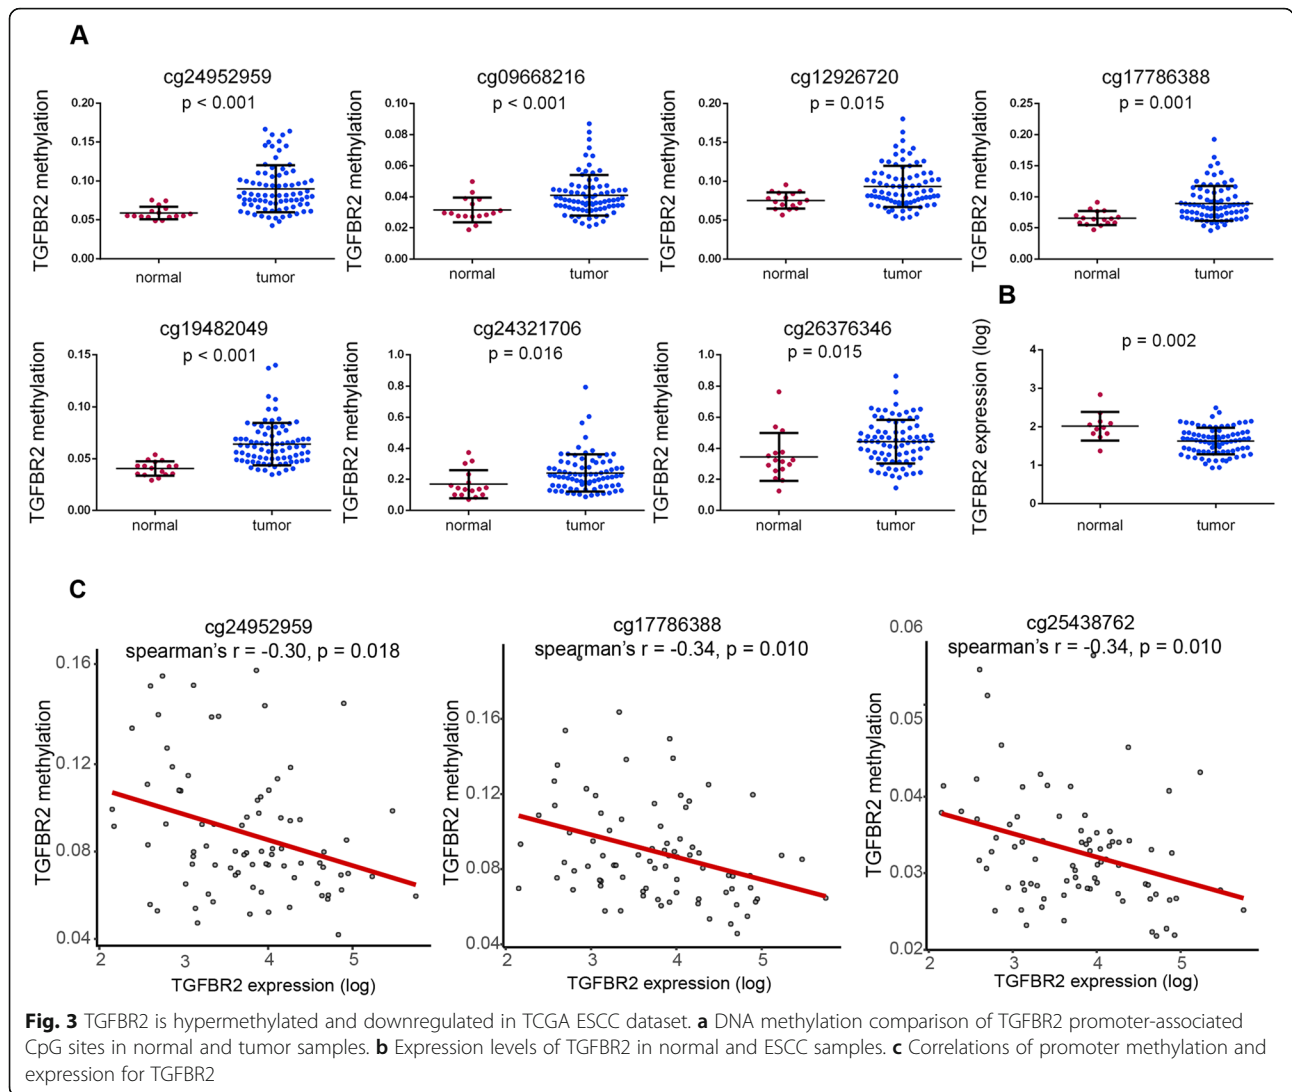 A
cg24952959
p < 0.001
TGFBR2 methylation
0.20
0.15
0.10
0.05
0.00
normal
tumor
cg09668216
p < 0.001
TGFBR2 methylation
0.10
0.08
0.06
0.04
0.02
0.00
normal
tumor
cg12926720
p = 0.015
TGFBR2 methylation
0.20
0.15
0.10
0.05
0.00
normal
tumor
cg17786388
p = 0.001
TGFBR2 methylation
0.25
0.20
0.15
0.10
0.05
0.00
normal
tumor
cg19482049
p < 0.001
TGFBR2 methylation
0.15
0.10
0.05
0.00
normal
tumor
cg24321706
p = 0.016
TGFBR2 methylation
1.0
0.8
0.6
0.4
0.2
0.0
normal
tumor
cg26376346
p = 0.015
TGFBR2 methylation
1.0
0.8
0.6
0.4
0.2
0.0
normal
tumor
B
p = 0.002
TGFBR2 expression (log)
4
3
2
1
0
normal
tumor
C
cg24952959
spearman's r = -0.30, p = 0.018
TGFBR2 methylation
0.16
0.12
0.08
0.04
2
3
4
5
TGFBR2 expression (log)
cg17786388
spearman's r = -0.34, p = 0.010
TGFBR2 methylation
0.16
0.12
0.08
0.04
2
3
4
5
TGFBR2 expression (log)
cg25438762
spearman's r = -0.34, p = 0.010
TGFBR2 methylation
0.06
0.05
0.04
0.03
0.02
2
3
4
5
TGFBR2 expression (log)
Fig. 3 TGFBR2 is hypermethylated and downregulated in TCGA ESCC dataset. a DNA methylation comparison of TGFBR2 promoter-associated
CpG sites in normal and tumor samples. b Expression levels of TGFBR2 in normal and ESCC samples. c Correlations of promoter methylation and
expression for TGFBR2